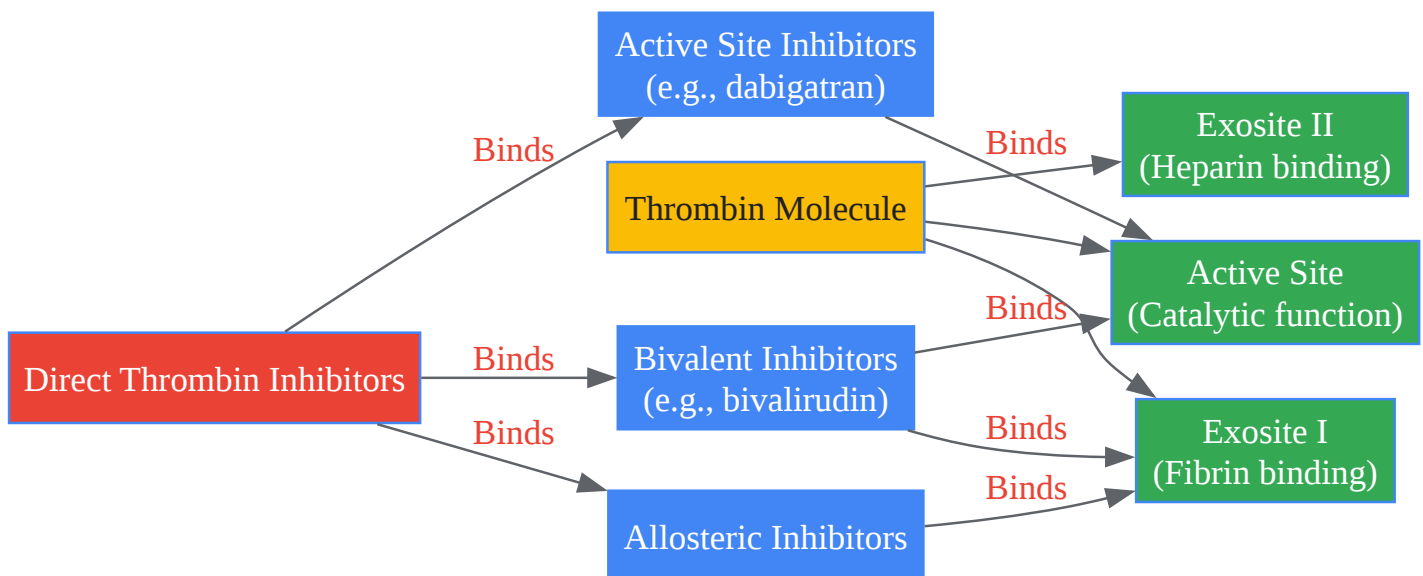 Active Site Inhibitors
(e.g., dabigatran)
Binds
Binds
Exosite II
(Heparin binding)
Thrombin Molecule
Active Site
(Catalytic function)
Binds
Direct Thrombin Inhibitors
Binds
Bivalent Inhibitors
(e.g., bivalirudin)
Binds
Exosite I
(Fibrin binding)
Binds
Binds
Allosteric Inhibitors